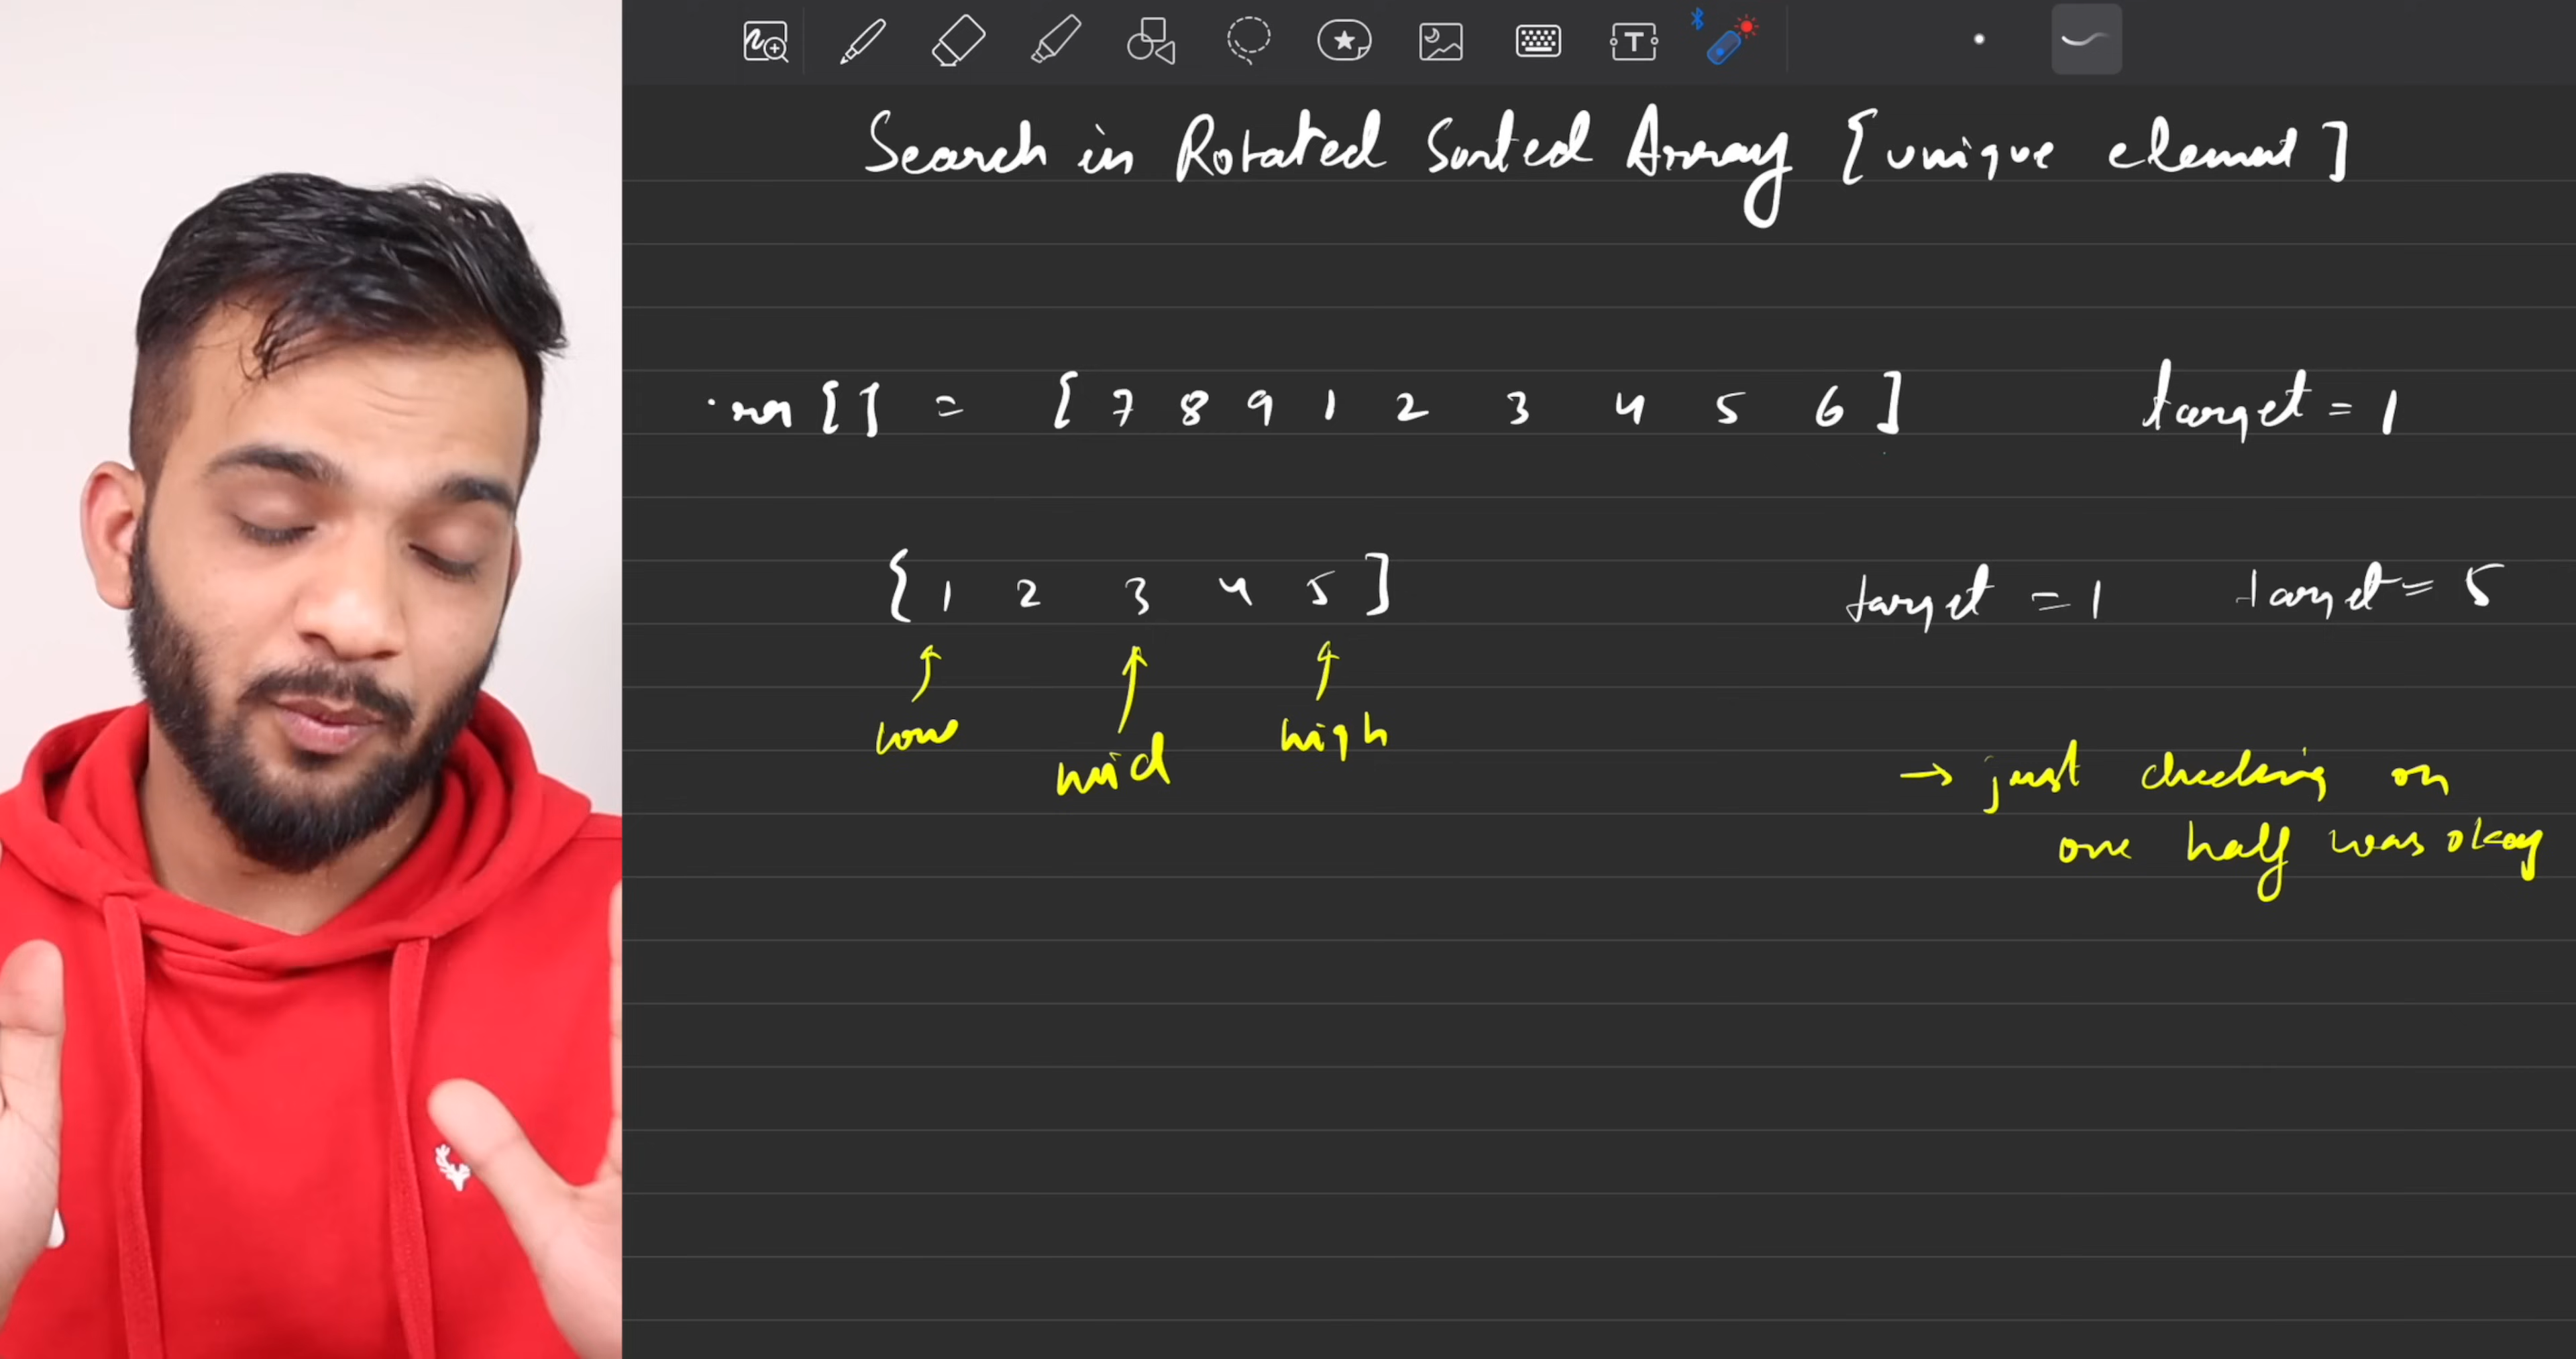 Search in Rotated Sorted Array [unique element]
arr[] = [7 8 9 1 2 3 4 5 6] target = 1
{1 2 3 4 5] target = 1 target = 5
low mid high
→ just checking on
one half was okay
T